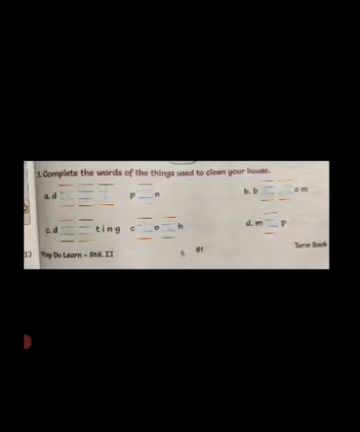 3. Complete the words of the things used to clean your house.
a. d _ _ _ p _ n b. b _ _ o m
c. d _ _ t i n g c _ o _ h d. m _ p
Term Book
May Do Learn - Std. II 81